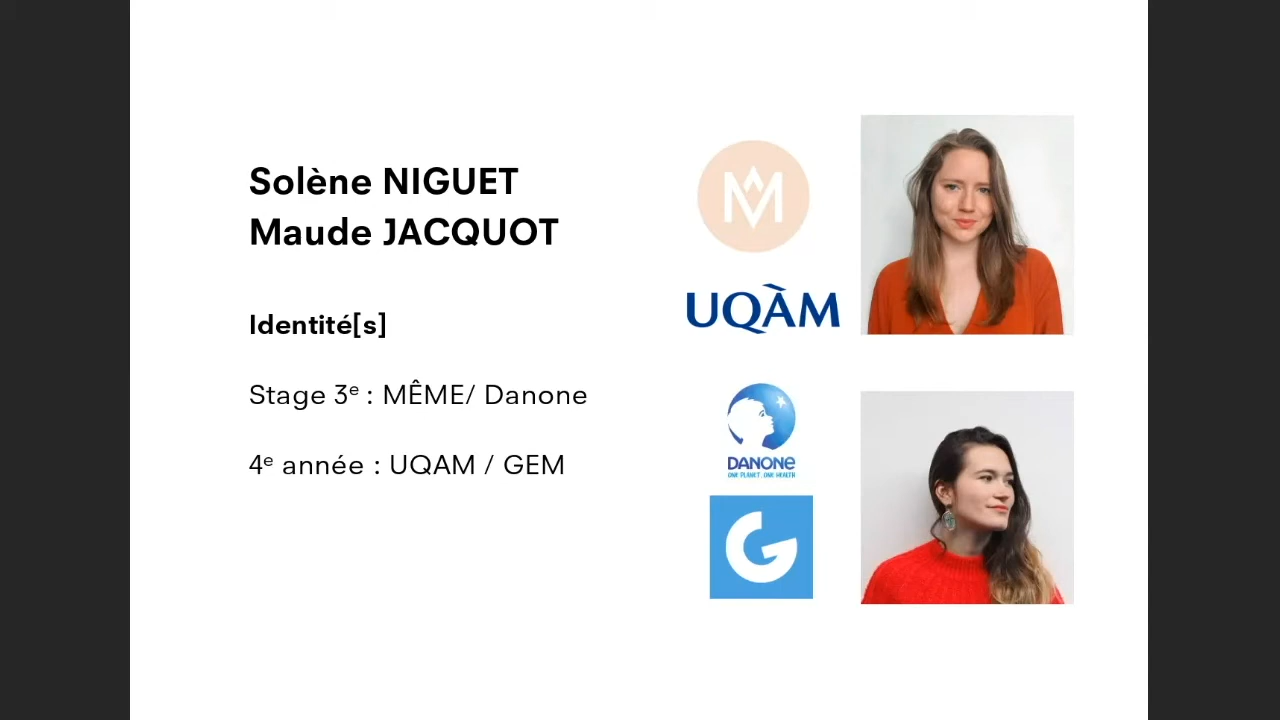 Solène NIGUET
Maude JACQUOT
Identité[s]
Stage 3ᵉ : MÊME/ Danone
4ᵉ année : UQAM / GEM
M
UQÀM
DANONE
ONE PLANET. ONE HEALTH
G